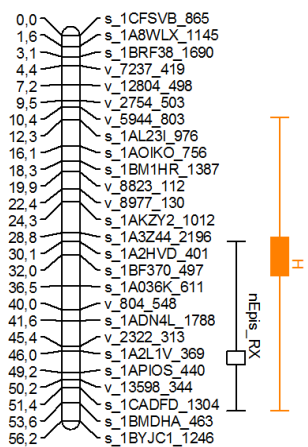 0,0 s_1CFSVB_865
1,6 s_1A8WLX_1145
3,1 s_1BRF38_1690
4,4 v_7237_419
7,2 v_12804_498
9,5 v_2754_503
10,4 v_5944_803
12,3 s_1AL23I_976
16,1 s_1AOIKO_756
18,3 s_1BM1HR_1387
19,9 v_8823_112
22,4 v_8977_130
24,3 s_1AKZY2_1012
28,8 s_1A3Z44_2196
30,1 s_1A2HVD_401
32,0 s_1BF370_497
36,5 s_1A036K_611
40,0 v_804_548
41,6 s_1ADN4L_1788
45,4 v_2322_313
46,0 s_1A2L1V_369
49,2 s_1APIOS_440
50,2 v_13598_344
51,4 s_1CADFD_1304
53,6 s_1BMDHA_463
56,2 s_1BYJC1_1246
nEpis_RX
H